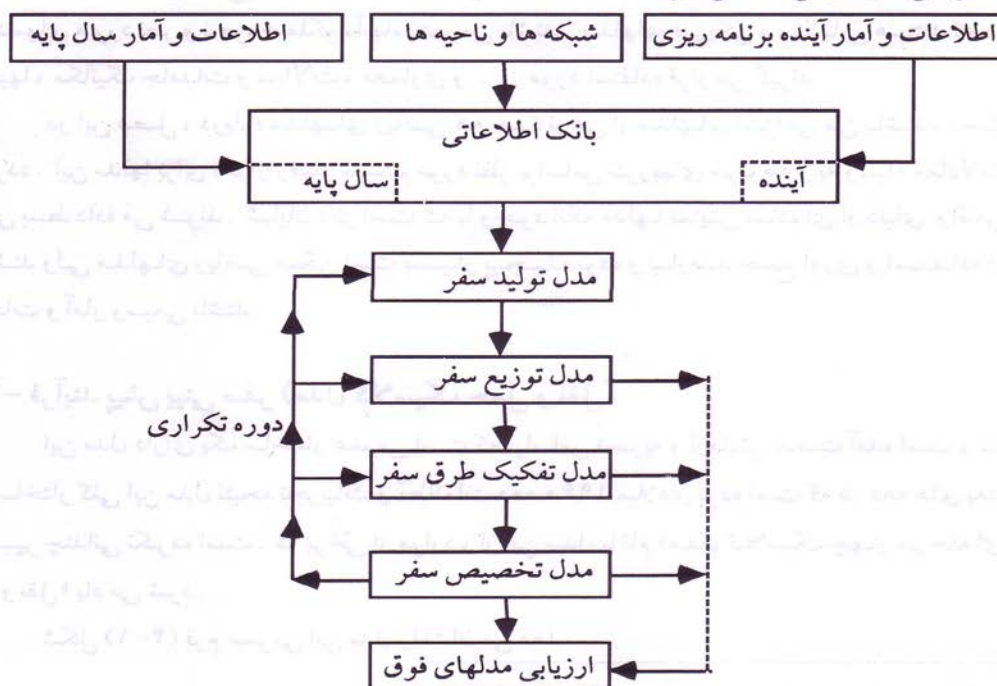 اطلاعات و آمار آینده برنامه ریزی
شبکه‌ها و ناحیه ها
اطلاعات و آمار سال پایه
بانک اطلاعاتی
آینده
سال پایه
مدل تولید سفر
مدل توزیع سفر
دوره تکراری
مدل تفکیک طرق سفر
مدل تخصیص سفر
ارزیابی مدلهای فوق